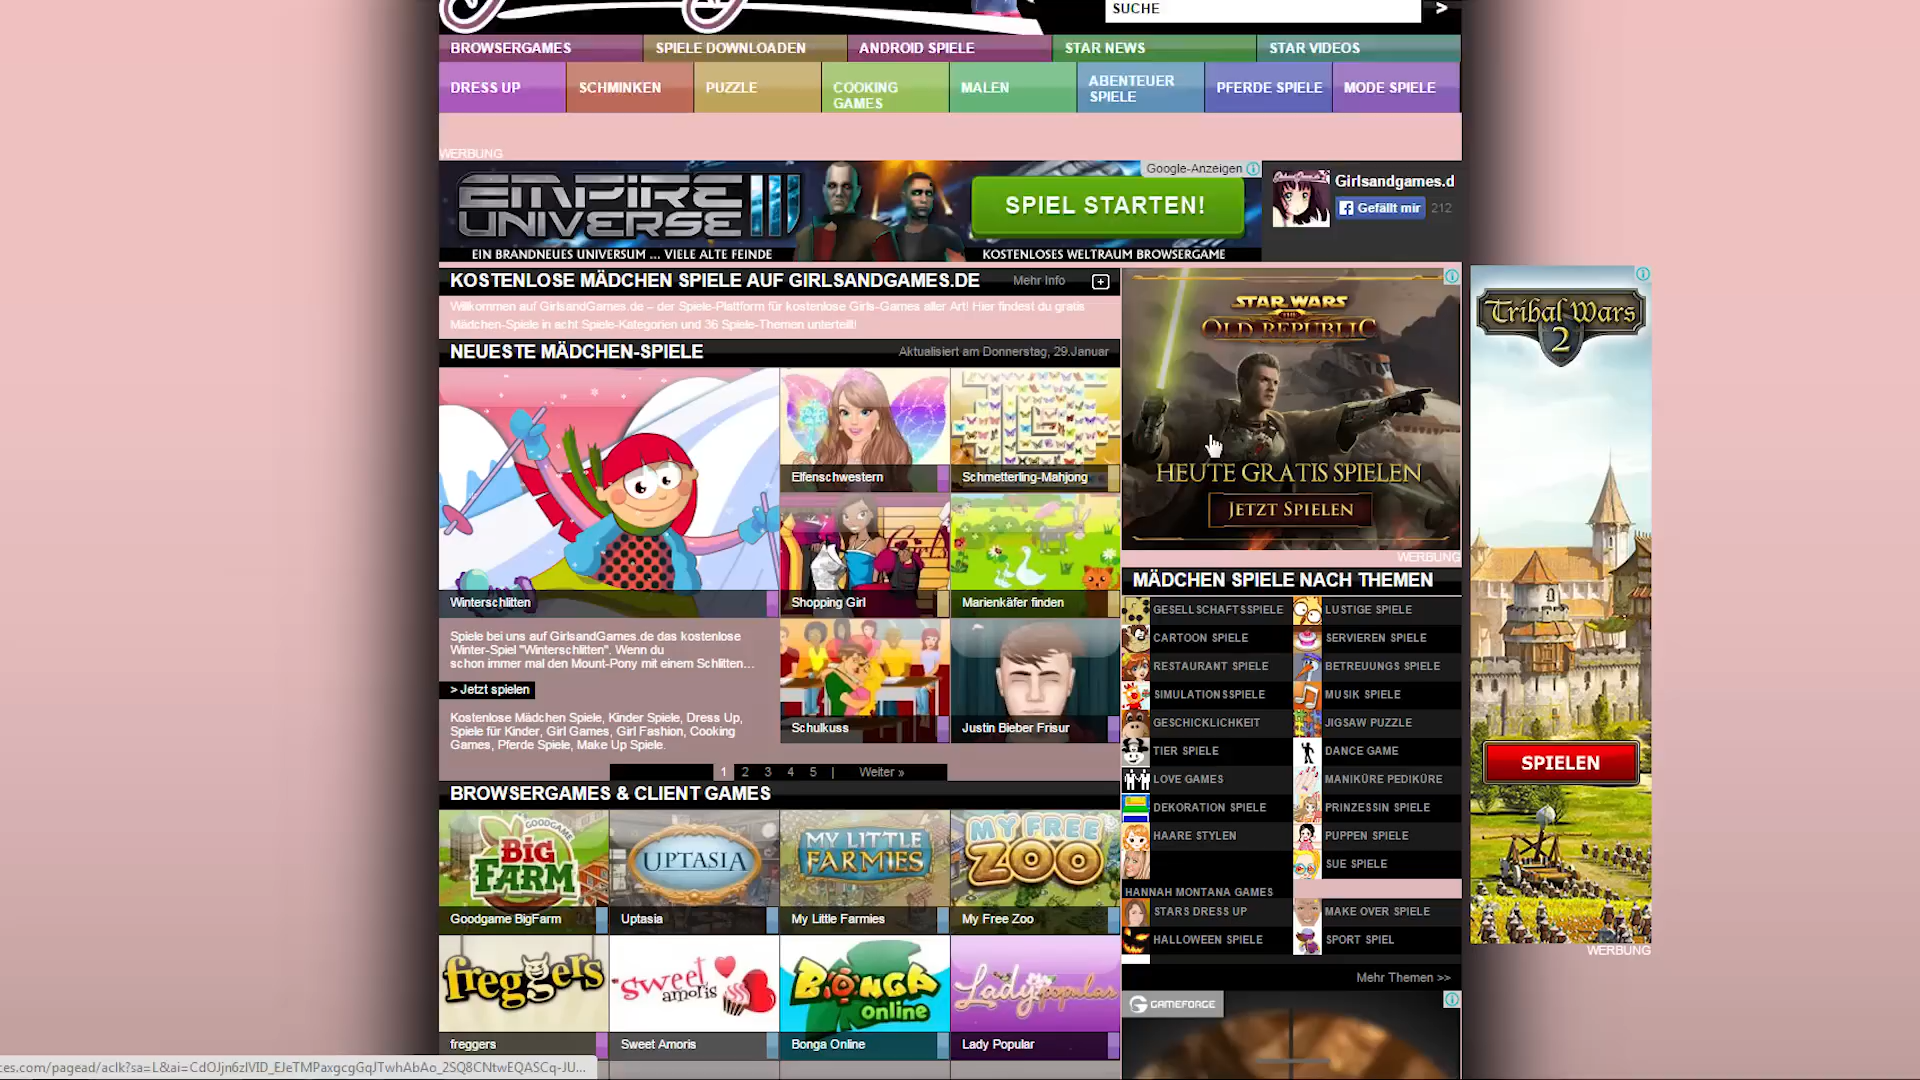 SUCHE
>
BROWSERGAMES
SPIELE DOWNLOADEN
ANDROID SPIELE
STAR NEWS
STAR VIDEOS
DRESS UP
SCHMINKEN
PUZZLE
COOKING
GAMES
MALEN
ABENTEUER
SPIELE
PFERDE SPIELE
MODE SPIELE
WERBUNG
Google-Anzeigen
EMPIRE
UNIVERSE
SPIEL STARTEN!
EIN BRANDNEUES UNIVERSUM ... VIELE ALTE FEINDE
KOSTENLOSES WELTRAUM BROWSERGAME
Girlsandgames.d
Gefällt mir 212
KOSTENLOSE MÄDCHEN SPIELE AUF GIRLSANDGAMES.DE
Mehr Info
Willkommen auf GirlsandGames.de – der Spiele-Plattform für kostenlose Girls-Games aller Art! Hier findest du gratis
Mädchen-Spiele in acht Spiele-Kategorien und 36 Spiele-Themen unterteilt!
NEUESTE MÄDCHEN-SPIELE
Aktualisiert am Donnerstag, 29.Januar
Elfenschwestern
Schmetterling-Mahjong
Winterschlitten
Shopping Girl
Marienkäfer finden
Spiele bei uns auf GirlsandGames.de das kostenlose
Winter-Spiel "Winterschlitten". Wenn du
schon immer mal den Mount-Pony mit einem Schlitten...
> Jetzt spielen
Kostenlose Mädchen Spiele, Kinder Spiele, Dress Up,
Spiele für Kinder, Girl Games, Girl Fashion, Cooking
Games, Pferde Spiele, Make Up Spiele.
Schulkuss
Justin Bieber Frisur
1 2 3 4 5 | Weiter »
BROWSERGAMES & CLIENT GAMES
GOODGAME
BIG
FARM
UPTASIA
MY LITTLE
FARMIES
MY FREE
ZOO
Goodgame BigFarm
Uptasia
My Little Farmies
My Free Zoo
freggers
Sweet
amoris
BONGA
online
Lady popular
freggers
Sweet Amoris
Bonga Online
Lady Popular
STAR WARS
THE
OLD REPUBLIC
HEUTE GRATIS SPIELEN
JETZT SPIELEN
WERBUNG
MÄDCHEN SPIELE NACH THEMEN
GESELLSCHAFTSSPIELE
LUSTIGE SPIELE
CARTOON SPIELE
SERVIEREN SPIELE
RESTAURANT SPIELE
BETREUUNGS SPIELE
SIMULATIONSSPIELE
MUSIK SPIELE
GESCHICKLICHKEIT
JIGSAW PUZZLE
TIER SPIELE
DANCE GAME
LOVE GAMES
MANIKÜRE PEDIKÜRE
DEKORATION SPIELE
PRINZESSIN SPIELE
HAARE STYLEN
PUPPEN SPIELE
SUE SPIELE
HANNAH MONTANA GAMES
STARS DRESS UP
MAKE OVER SPIELE
HALLOWEEN SPIELE
SPORT SPIEL
Mehr Themen >>
GAMEFORGE
Tribal Wars
2
SPIELEN
WERBUNG
ces.com/pagead/aclk?sa=L&ai=CdOJjn6zIVID_EJeTMPaxgcgGqJTwhAbAo_2SQ8CNtwEQASCq-JU...